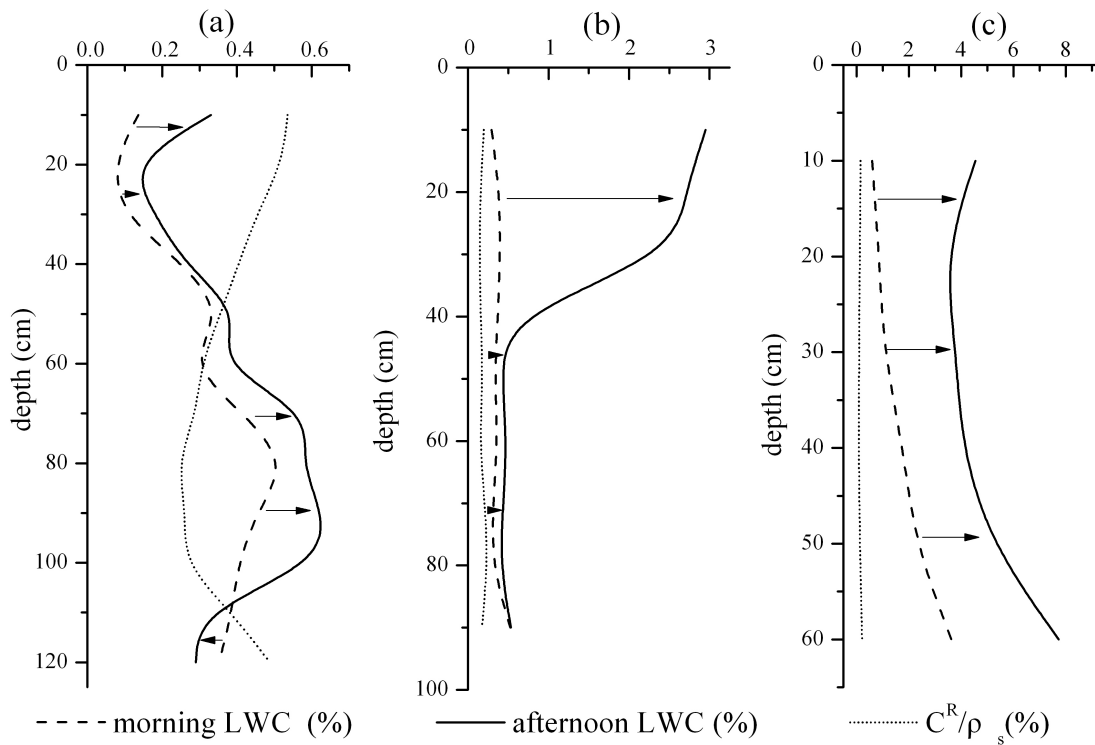 (a)
0.0 0.2 0.4 0.6
0
20
40
60
80
100
120
depth (cm)
(b)
0 1 2 3
0
20
40
60
80
100
depth (cm)
(c)
0 2 4 6 8
0
10
20
30
40
50
60
depth (cm)
morning LWC (%)
afternoon LWC (%)
C^R/ρ_s(%)